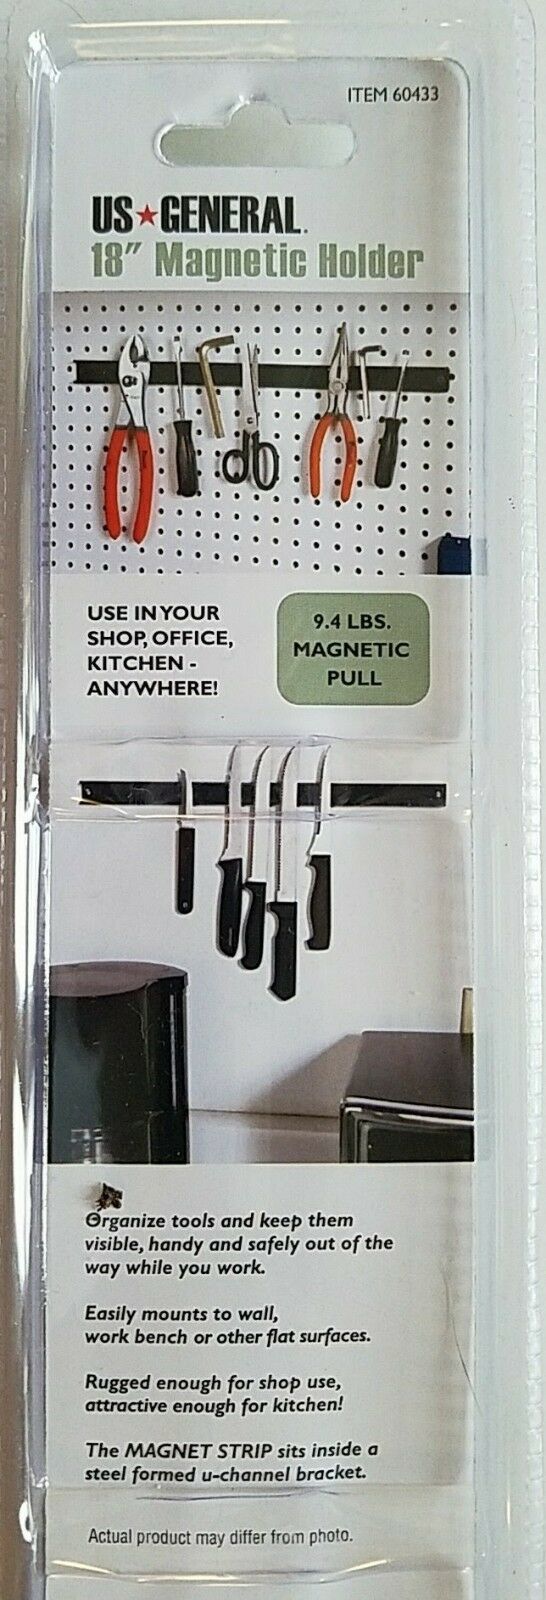 ITEM 60433
US★GENERAL.
18" Magnetic Holder
USE IN YOUR
SHOP, OFFICE,
KITCHEN -
ANYWHERE!
9.4 LBS.
MAGNETIC
PULL
Organize tools and keep them
visible, handy and safely out of the
way while you work.
Easily mounts to wall,
work bench or other flat surfaces.
Rugged enough for shop use,
attractive enough for kitchen!
The MAGNET STRIP sits inside a
steel formed u-channel bracket.
Actual product may differ from photo.